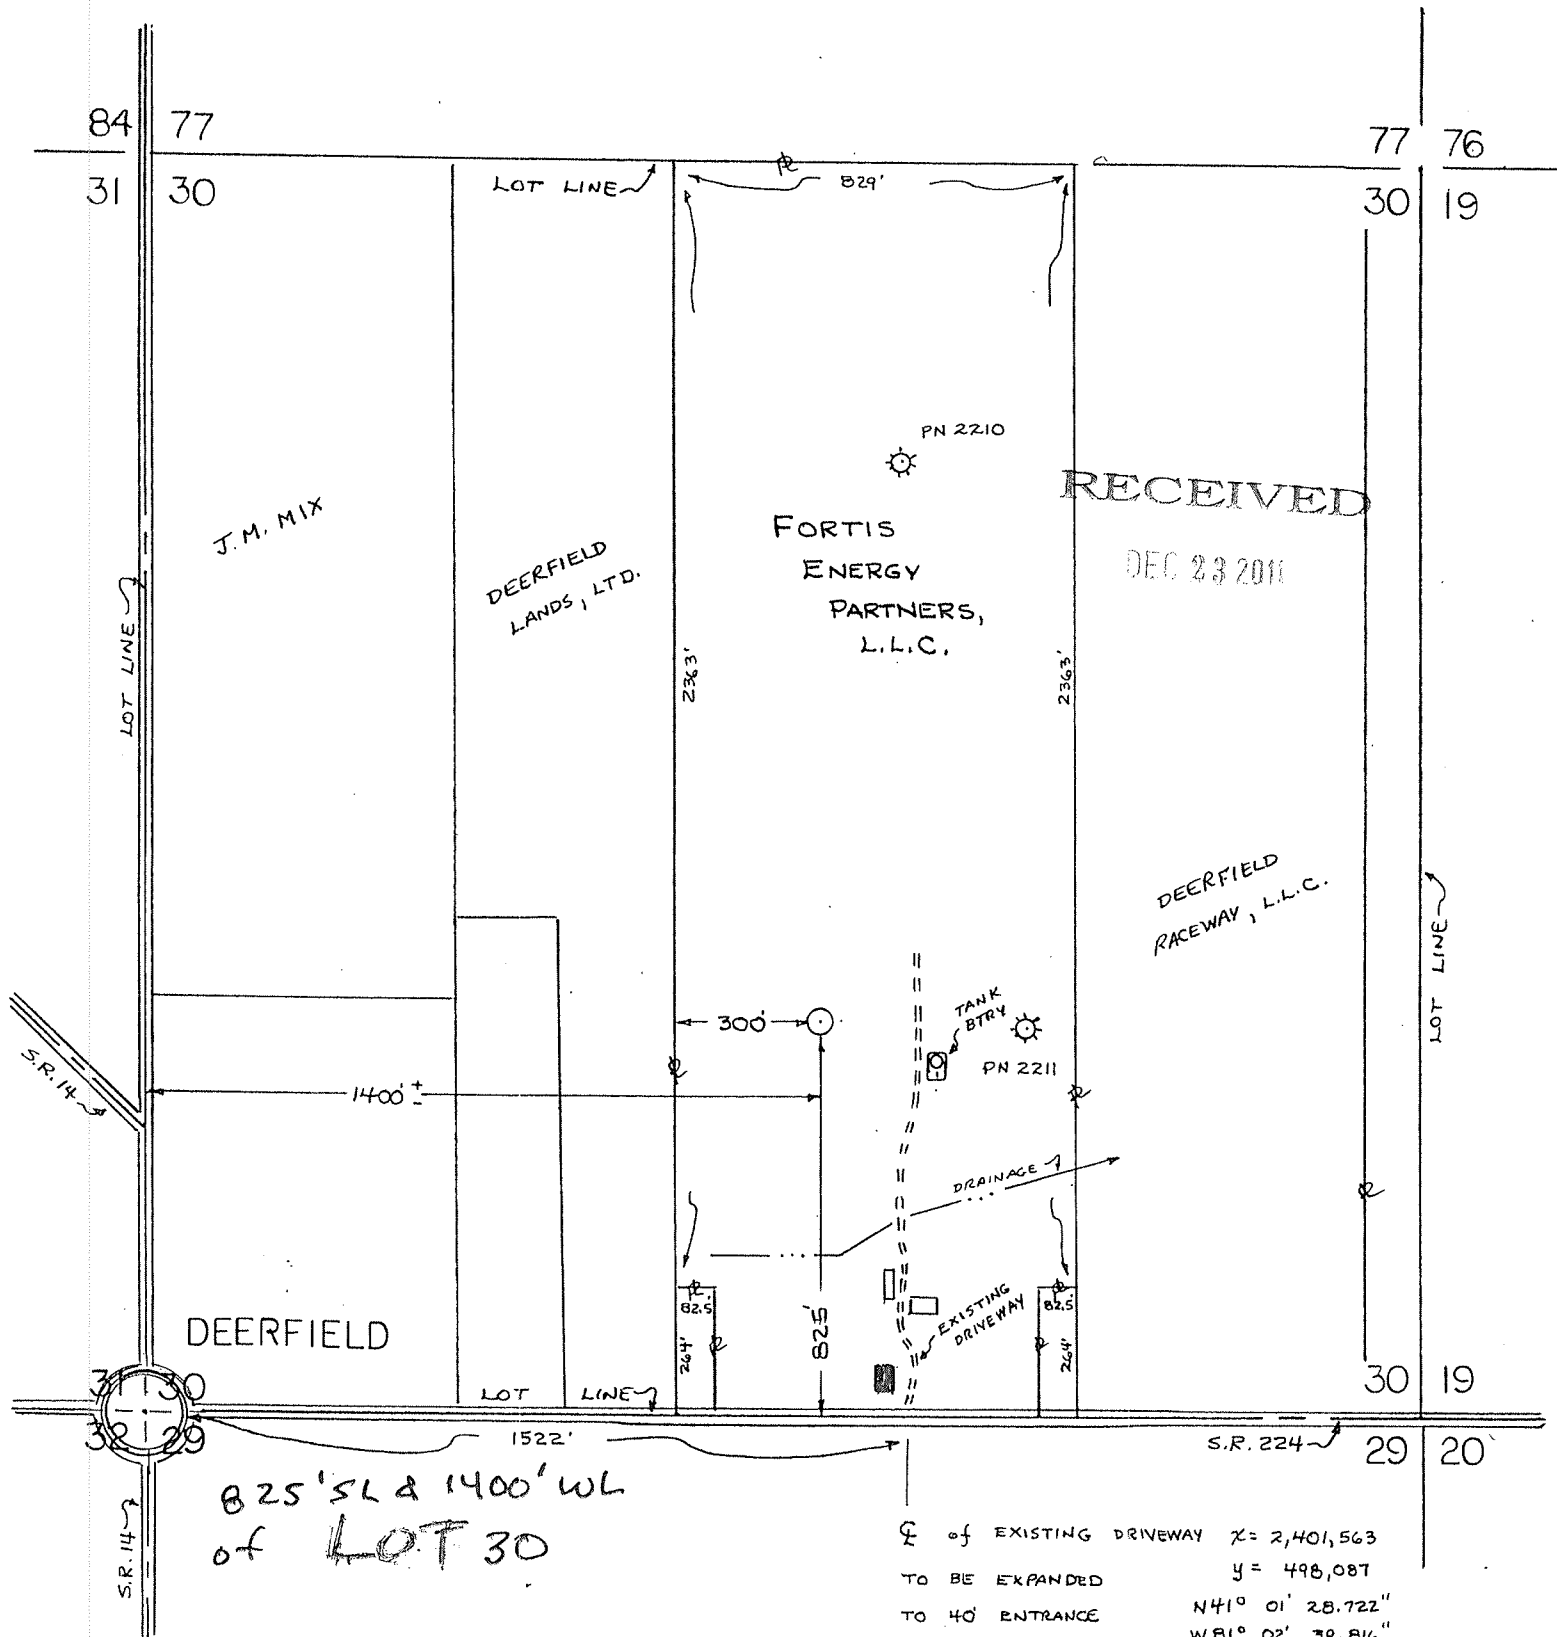 84 77
77 76
31 30
30 19
LOT LINE
829'
PN 2210
RECEIVED
DEC 23 2011
J.M. MIX
DEERFIELD
LANDS, LTD.
FORTIS
ENERGY
PARTNERS,
L.L.C.
LOT LINE
2363'
2363'
DEERFIELD
RACEWAY, L.L.C.
LOT LINE
TANK
BTRY
300'
PN 2211
S.R. 14
1400' ±
DRAINAGE
825'
82.5'
82.5'
264'
264'
EXISTING
DRIVEWAY
DEERFIELD
31 30
32 29
LOT LINE
30 19
1522'
S.R. 224
29 20
825' SL & 1400' WL
of LOT 30
S.R. 14
℄ of EXISTING DRIVEWAY X= 2,401,563
y= 498,087
TO BE EXPANDED
TO 40' ENTRANCE
N41° 01' 28.722"
W81° 02' 39.816"